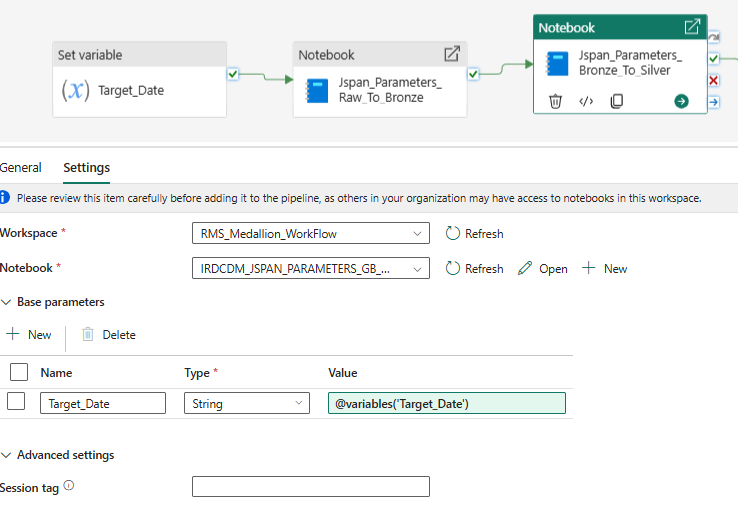 Set variable
(x) Target_Date
Notebook
Jspan_Parameters_
Raw_To_Bronze
Notebook
Jspan_Parameters_
Bronze_To_Silver
General Settings
Please review this item carefully before adding it to the pipeline, as others in your organization may have access to notebooks in this workspace.
Workspace * RMS_Medallion_WorkFlow Refresh
Notebook * IRDCDM_JSPAN_PARAMETERS_GB_... Refresh Open New
Base parameters
New Delete
Name Type * Value
Target_Date String @variables('Target_Date')
Advanced settings
Session tag